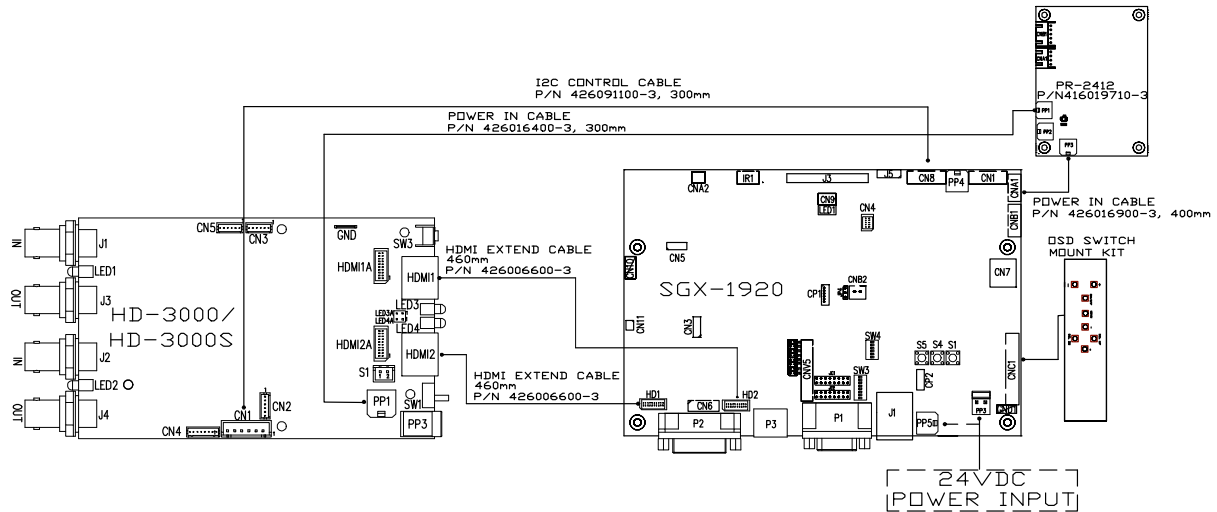 I2C CONTROL CABLE
P/N 426091100-3, 300mm
POWER IN CABLE
P/N 426016400-3, 300mm
PR-2412
P/N416019710-3
PP1
PP2
PP3
CNA1
POWER IN CABLE
P/N 426016900-3, 400mm
OSD SWITCH
MOUNT KIT
HD-3000/
HD-3000S
IN
J1
LED1
OUT
J3
IN
J2
LED2
OUT
J4
CN5
CN3
GND
SW3
HDMI1A
HDMI1
LED3
LED3A
LED4A
LED4
HDMI2A
HDMI2
S1
PP1
SW1
PP3
CN1
CN2
CN4
HDMI EXTEND CABLE
460mm
P/N 426006600-3
HDMI EXTEND CABLE
460mm
P/N 426006600-3
SGX-1920
CNA2
IR1
J3
J5
CN8
PP4
CN1
CNA1
CNB1
CN9
LED1
CN4
CN5
CN7
CP1
CNB2
CN11
CN3
SW4
CNV5
SW3
S5
S4
S1
CP2
CNC1
HD1
CN6
HD2
P2
P3
P1
J1
PP5
PP3
24VDC
POWER INPUT